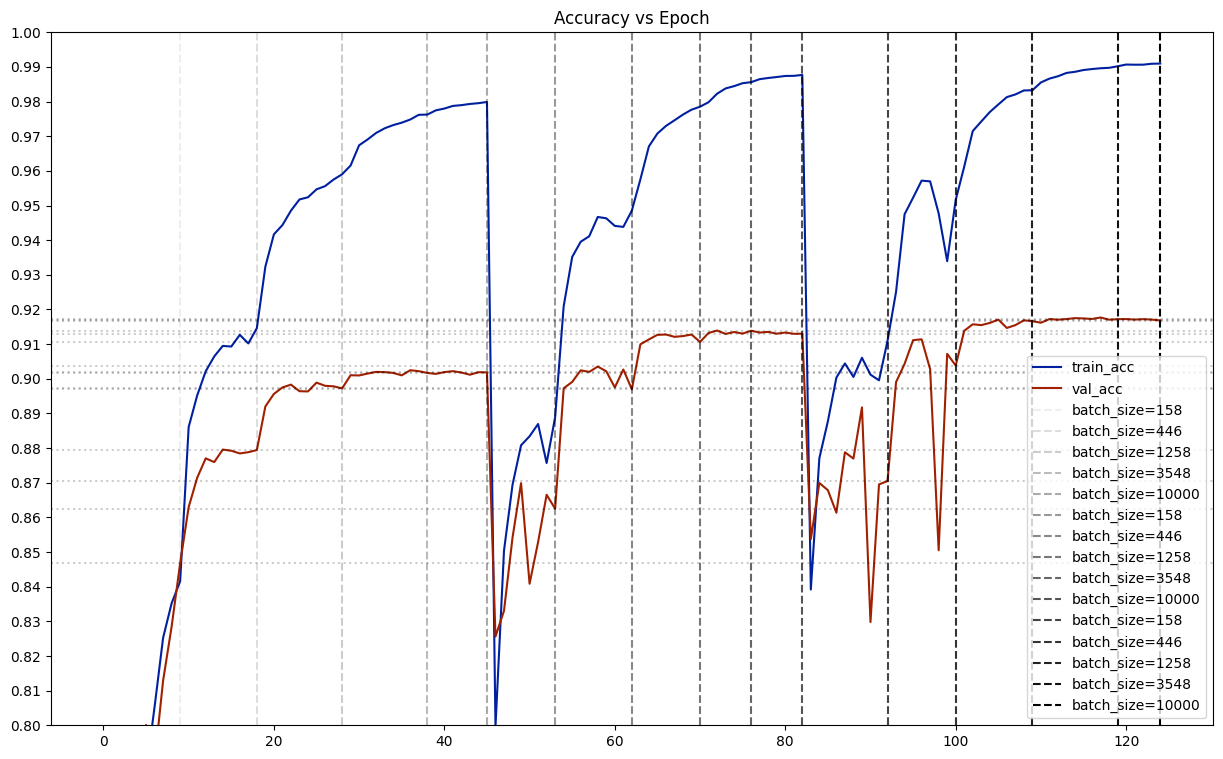 Accuracy vs Epoch
1.00
0.99
0.98
0.97
0.96
0.95
0.94
0.93
0.92
0.91
0.90
0.89
0.88
0.87
0.86
0.85
0.84
0.83
0.82
0.81
0.80
0
20
40
60
80
100
120
train_acc
val_acc
batch_size=158
batch_size=446
batch_size=1258
batch_size=3548
batch_size=10000
batch_size=158
batch_size=446
batch_size=1258
batch_size=3548
batch_size=10000
batch_size=158
batch_size=446
batch_size=1258
batch_size=3548
batch_size=10000